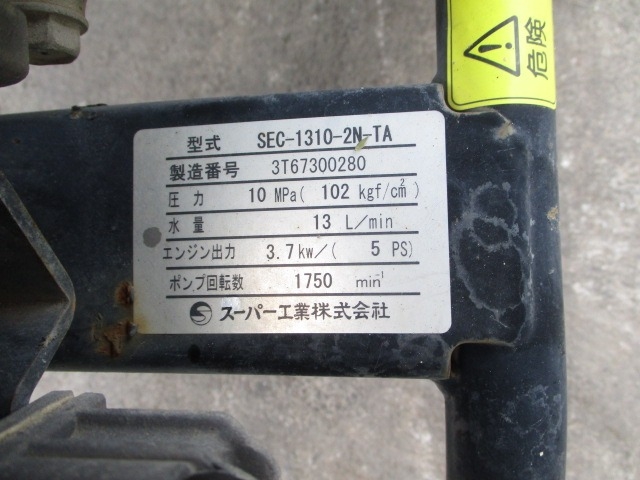 危険
型式 SEC-1310-2N-TA
製造番号 3T67300280
圧力 10 MPa( 102 kgf/cm²)
水量 13 L/min
エンジン出力 3.7kw/( 5 PS)
ポンプ回転数 1750 min⁻¹
スーパー工業株式会社